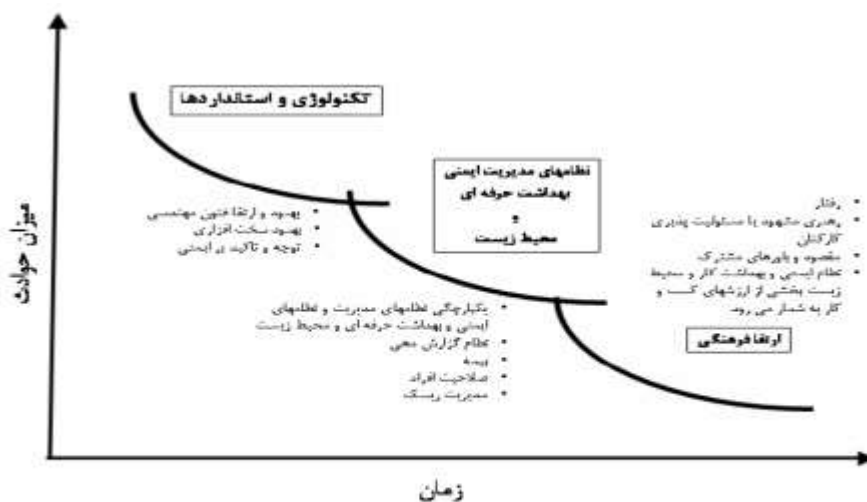 میزان حوادث
تکنولوژی و استانداردها
• بهبود و ارتقا فنون مهندسی
• بهبود سخت افزاری
• توجه و تاکید بر ایمنی
نظامهای مدیریت ایمنی
بهداشت حرفه ای
و
محیط زیست
• یکپارچگی نظامهای مدیریت و نظامهای
ایمنی و بهداشت حرفه ای و محیط زیست
• نظام گزارش دهی
• بیمه
• صلاحیت افراد
• مدیریت ریسک
• رفتار
• رهبری مشهود با مسئولیت پذیری
کارکنان
• مقصود و باورهای مشترک
• نظام ایمنی و بهداشت کار و محیط
زیست بخشی از ارزشهای کسب و
کار به شمار می رود
ارتقا فرهنگی
زمان